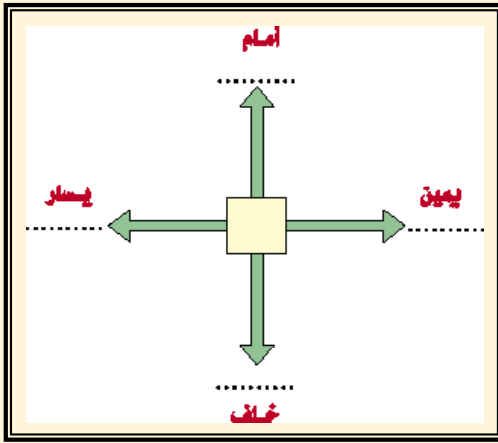 أمام
يمين
يسار
خلف